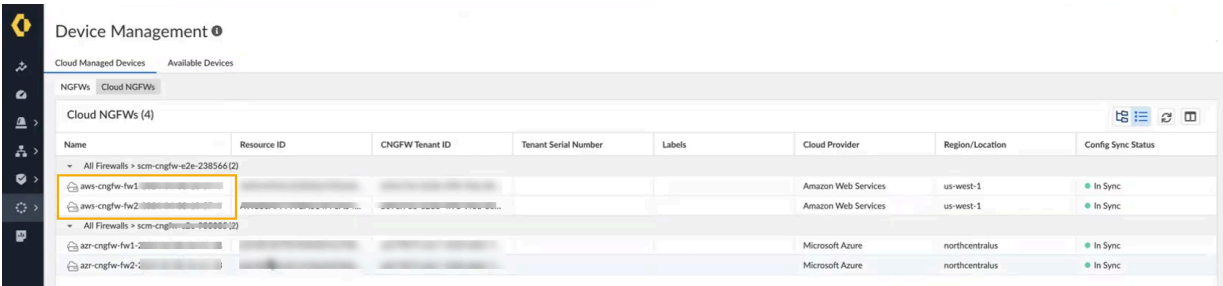 Device Management
Cloud Managed Devices Available Devices
NGFWs Cloud NGFWs
Cloud NGFWs (4)
Name Resource ID CNGFW Tenant ID Tenant Serial Number Labels Cloud Provider Region/Location Config Sync Status
All Firewalls > scm-cngfw-e2e-238566 (2)
aws-cngfw-fw1 Amazon Web Services us-west-1 In Sync
aws-cngfw-fw2 Amazon Web Services us-west-1 In Sync
All Firewalls > (2)
azr-cngfw-fw1- Microsoft Azure northcentralus In Sync
azr-cngfw-fw2- Microsoft Azure northcentralus In Sync